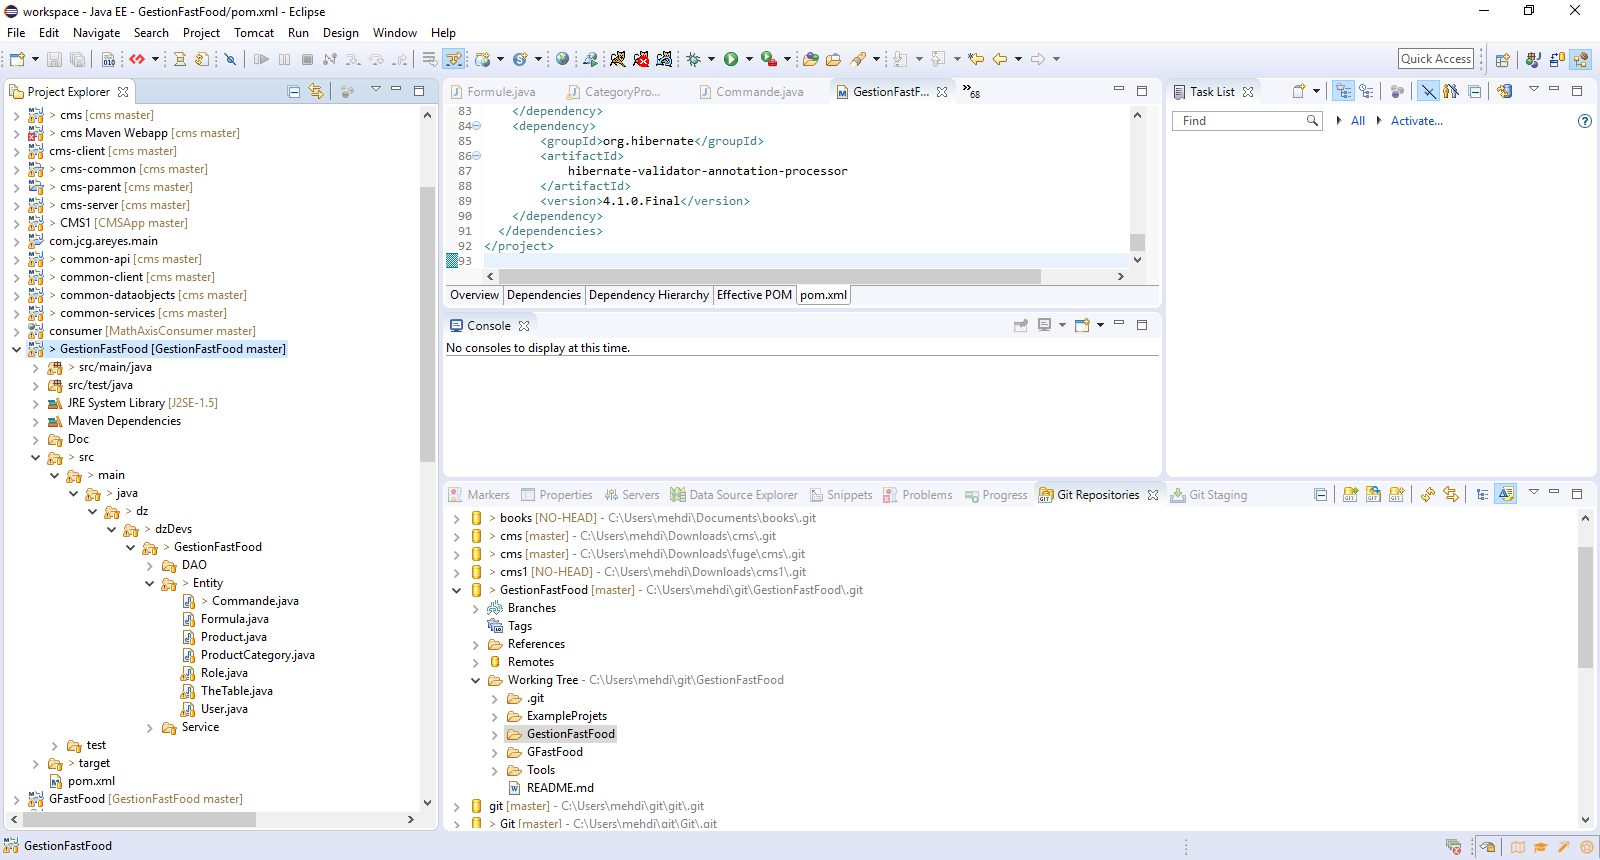 workspace - Java EE - GestionFastFood/pom.xml - Eclipse
File Edit Navigate Search Project Tomcat Run Design Window Help
Quick Access
Project Explorer
> cms [cms master]
> cms Maven Webapp [cms master]
cms-client [cms master]
> cms-common [cms master]
> cms-parent [cms master]
> cms-server [cms master]
> CMS1 [CMSApp master]
com.jcg.areyes.main
> common-api [cms master]
> common-client [cms master]
> common-dataobjects [cms master]
> common-services [cms master]
consumer [MathAxisConsumer master]
> GestionFastFood [GestionFastFood master]
> src/main/java
src/test/java
JRE System Library [J2SE-1.5]
Maven Dependencies
Doc
> src
> main
> java
> dz
> dzDevs
> GestionFastFood
DAO
> Entity
> Commande.java
Formula.java
Product.java
ProductCategory.java
Role.java
TheTable.java
User.java
Service
test
> target
pom.xml
GFastFood [GestionFastFood master]
Formule.java CategoryPro... Commande.java GestionFastF... »68
83 </dependency>
84 <dependency>
85 <groupId>org.hibernate</groupId>
86 <artifactId>
87 hibernate-validator-annotation-processor
88 </artifactId>
89 <version>4.1.0.Final</version>
90 </dependency>
91 </dependencies>
92 </project>
93
Overview Dependencies Dependency Hierarchy Effective POM pom.xml
Console
No consoles to display at this time.
Task List
Find All Activate...
Markers Properties Servers Data Source Explorer Snippets Problems Progress Git Repositories Git Staging
> books [NO-HEAD] - C:\Users\mehdi\Documents\books\.git
> cms [master] - C:\Users\mehdi\Downloads\cms\.git
> cms [master] - C:\Users\mehdi\Downloads\fuge\cms\.git
> cms1 [NO-HEAD] - C:\Users\mehdi\Downloads\cms1\.git
> GestionFastFood [master] - C:\Users\mehdi\git\GestionFastFood\.git
Branches
Tags
References
Remotes
Working Tree - C:\Users\mehdi\git\GestionFastFood
.git
ExampleProjets
GestionFastFood
GFastFood
Tools
README.md
git [master] - C:\Users\mehdi\git\git\.git
> Git [master] - C:\Users\mehdi\git\Git\.git
GestionFastFood